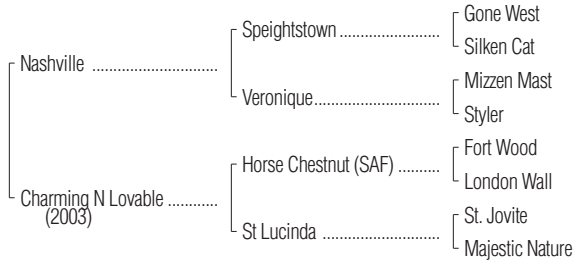 Gone West
Speightstown ....................
Silken Cat
Nashville .........................
Mizzen Mast
Veronique.........................
Styler
Fort Wood
Horse Chestnut (SAF) ..........
London Wall
Charming N Lovable ............
(2003)
St. Jovite
St Lucinda .......................
Majestic Nature